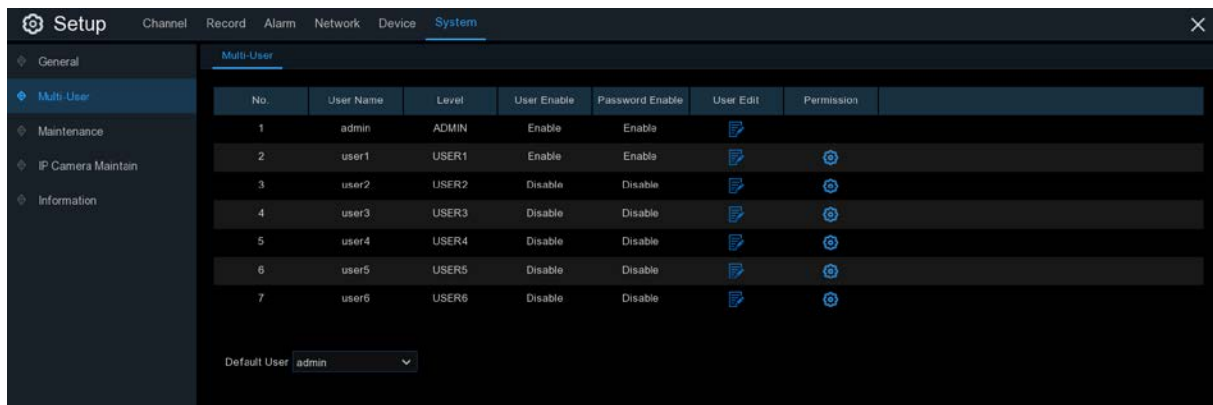 Setup Channel Record Alarm Network Device System
General
Multi-User
Maintenance
IP Camera Maintain
Information
Multi-User
No. User Name Level User Enable Password Enable User Edit Permission
1 admin ADMIN Enable Enable
2 user1 USER1 Enable Enable
3 user2 USER2 Disable Disable
4 user3 USER3 Disable Disable
5 user4 USER4 Disable Disable
6 user5 USER5 Disable Disable
7 user6 USER6 Disable Disable
Default User admin